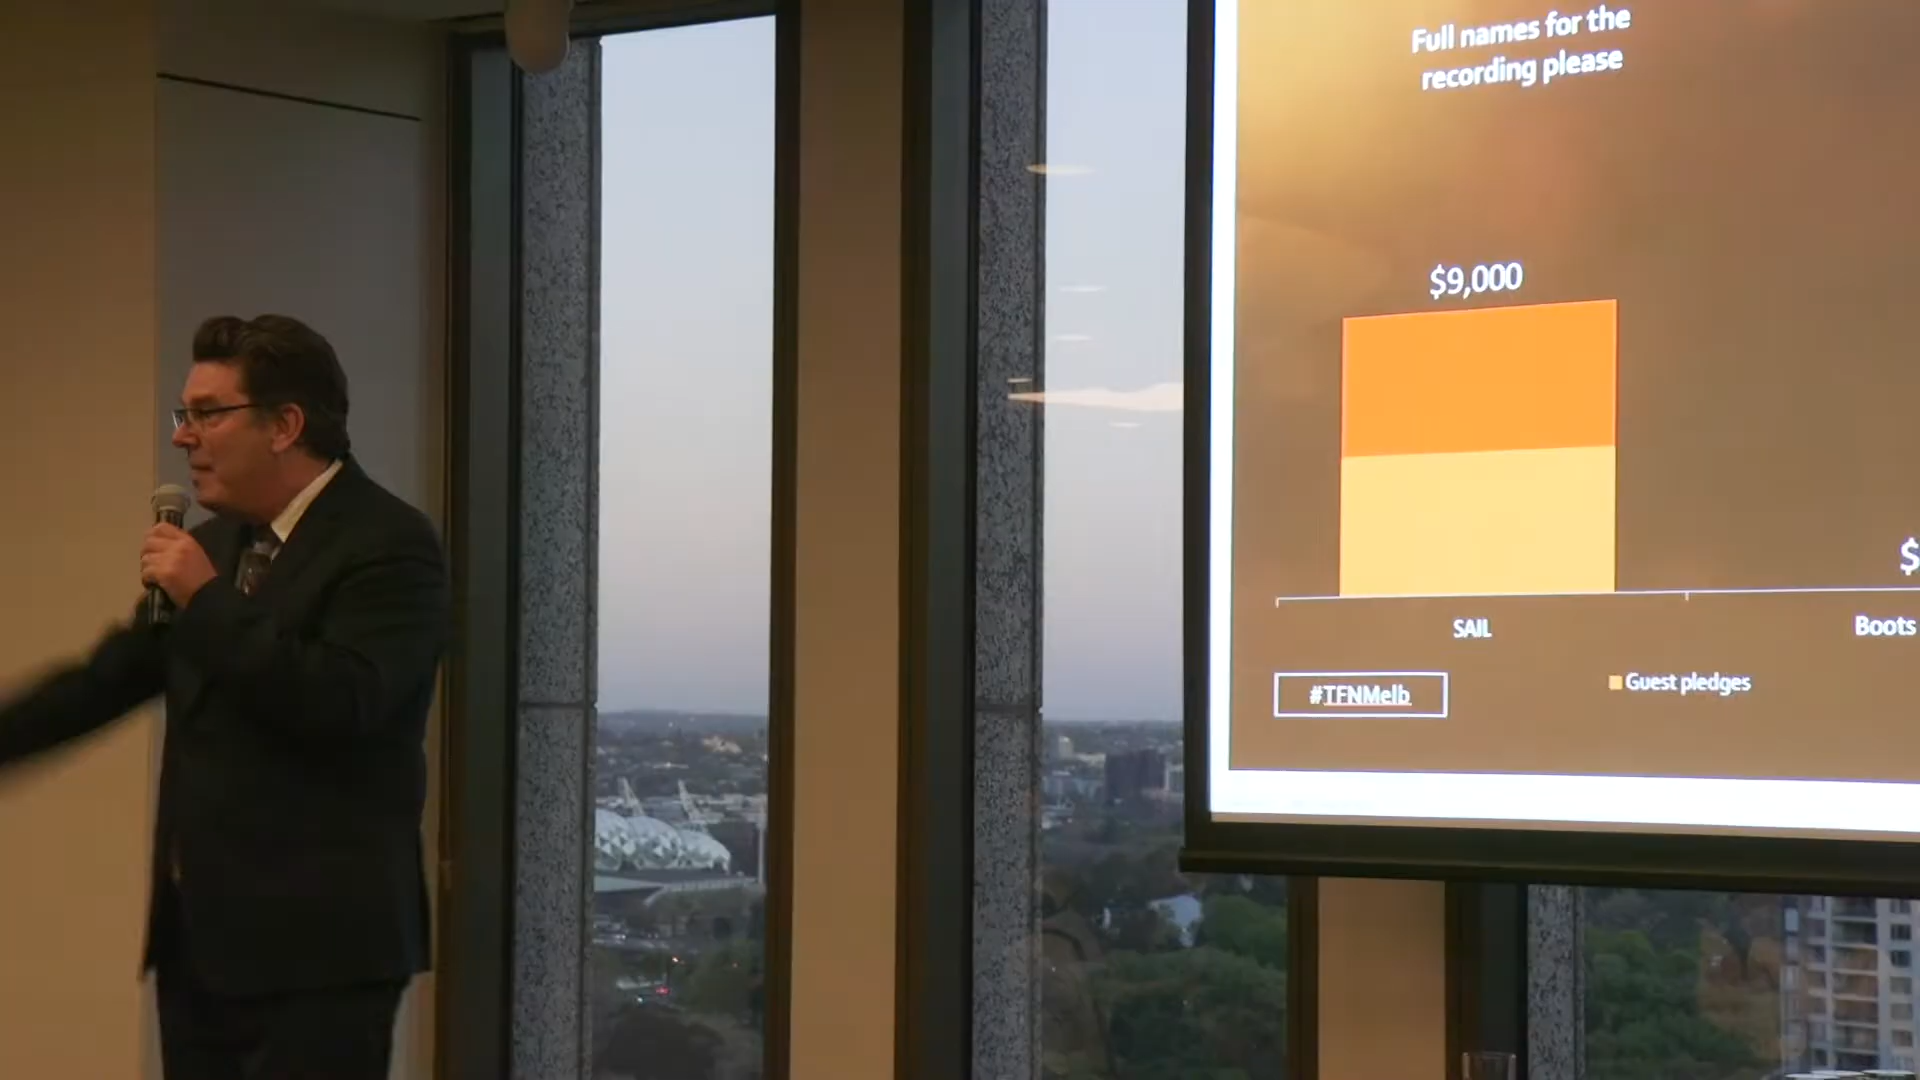 Full names for the
recording please
$9,000
$
SAIL
Boots
#TFNMelb
Guest pledges